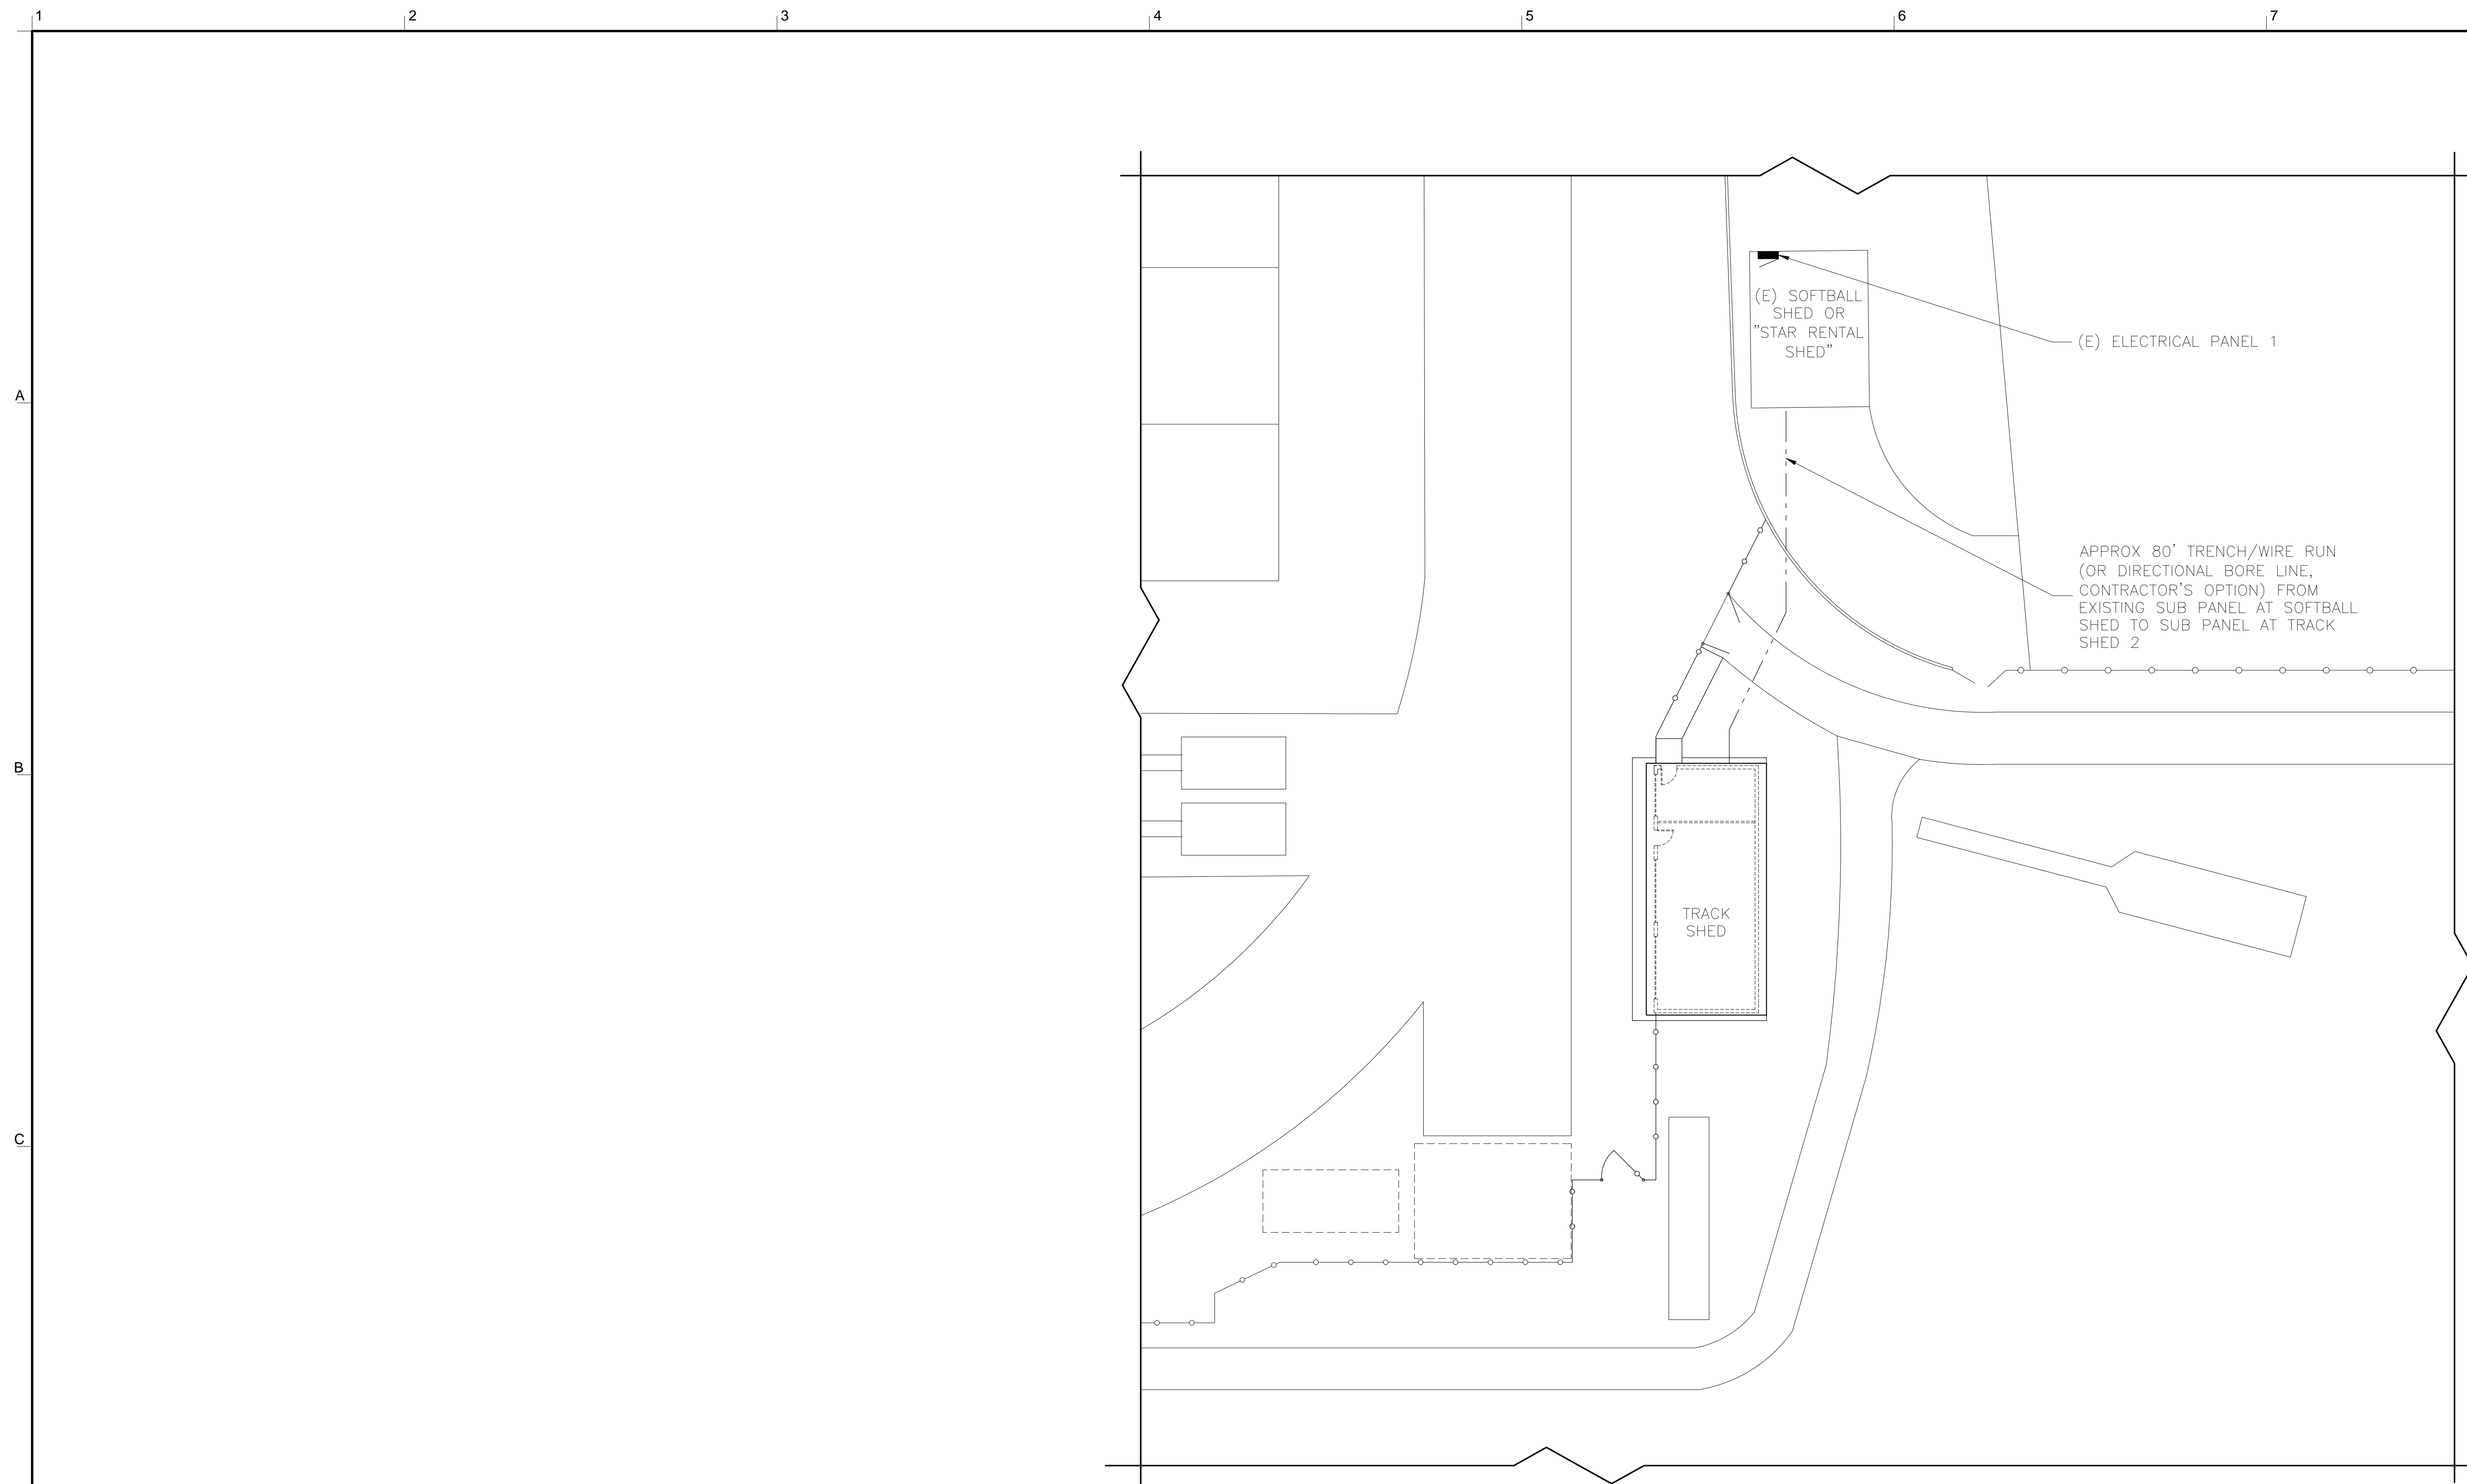 1 2 3 4 5 6 7
(E) SOFTBALL
SHED OR
"STAR RENTAL
SHED"
(E) ELECTRICAL PANEL 1
A
APPROX 80' TRENCH/WIRE RUN
(OR DIRECTIONAL BORE LINE,
CONTRACTOR'S OPTION) FROM
EXISTING SUB PANEL AT SOFTBALL
SHED TO SUB PANEL AT TRACK
SHED 2
B
TRACK
SHED
C